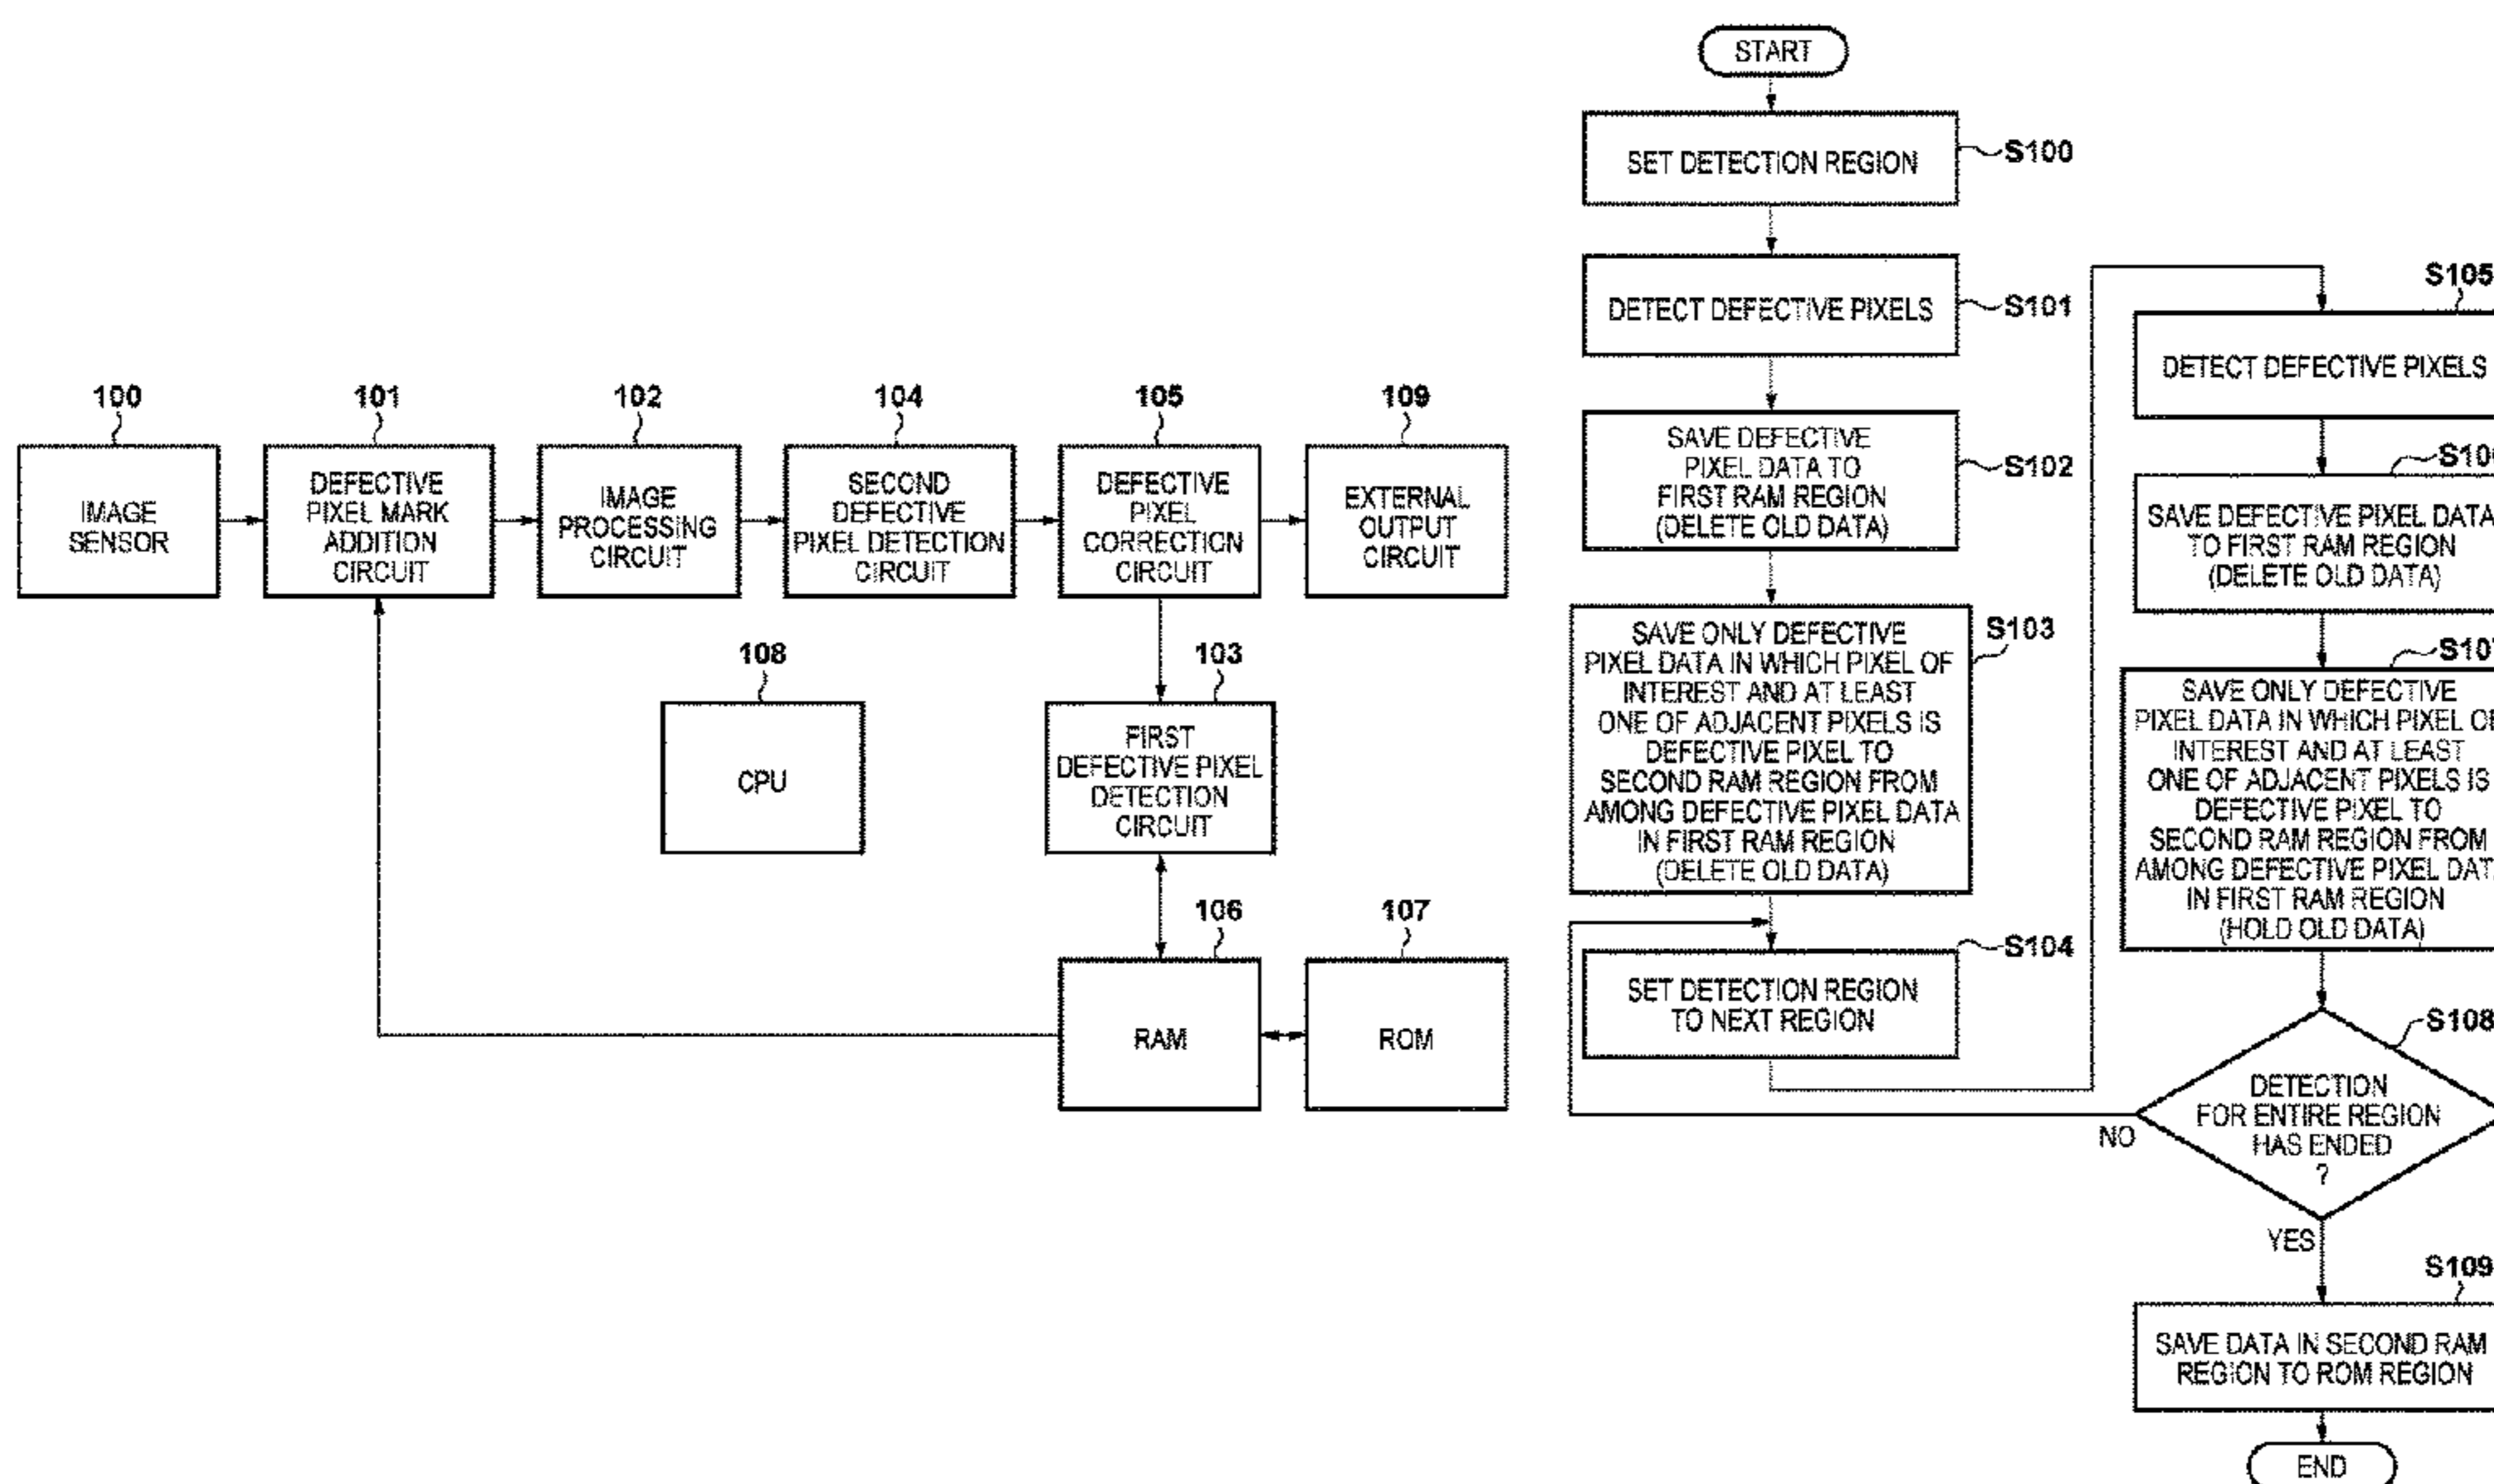 100
IMAGE
SENSOR
101
DEFECTIVE
PIXEL MARK
ADDITION
CIRCUIT
102
IMAGE
PROCESSING
CIRCUIT
104
SECOND
DEFECTIVE
PIXEL DETECTION
CIRCUIT
105
DEFECTIVE
PIXEL
CORRECTION
CIRCUIT
109
EXTERNAL
OUTPUT
CIRCUIT
108
CPU
103
FIRST
DEFECTIVE PIXEL
DETECTION
CIRCUIT
106
RAM
107
ROM
START
SET DETECTION REGION
S100
DETECT DEFECTIVE PIXELS
S101
SAVE DEFECTIVE
PIXEL DATA TO
FIRST RAM REGION
(DELETE OLD DATA)
S102
SAVE ONLY DEFECTIVE
PIXEL DATA IN WHICH PIXEL OF
INTEREST AND AT LEAST
ONE OF ADJACENT PIXELS IS
DEFECTIVE PIXEL TO
SECOND RAM REGION FROM
AMONG DEFECTIVE PIXEL DATA
IN FIRST RAM REGION
(DELETE OLD DATA)
S103
SET DETECTION REGION
TO NEXT REGION
S104
S105
DETECT DEFECTIVE PIXELS
SAVE DEFECTIVE PIXEL DATA
TO FIRST RAM REGION
(DELETE OLD DATA)
SAVE ONLY DEFECTIVE
PIXEL DATA IN WHICH PIXEL
INTEREST AND AT LEAST
ONE OF ADJACENT PIXELS IS
DEFECTIVE PIXEL TO
SECOND RAM REGION FROM
AMONG DEFECTIVE PIXEL
IN FIRST RAM REGION
(HOLD OLD DATA)
S108
DETECTION
FOR ENTIRE REGION
HAS ENDED
?
NO
YES
S109
SAVE DATA IN SECOND RAM
REGION TO ROM REGION
END